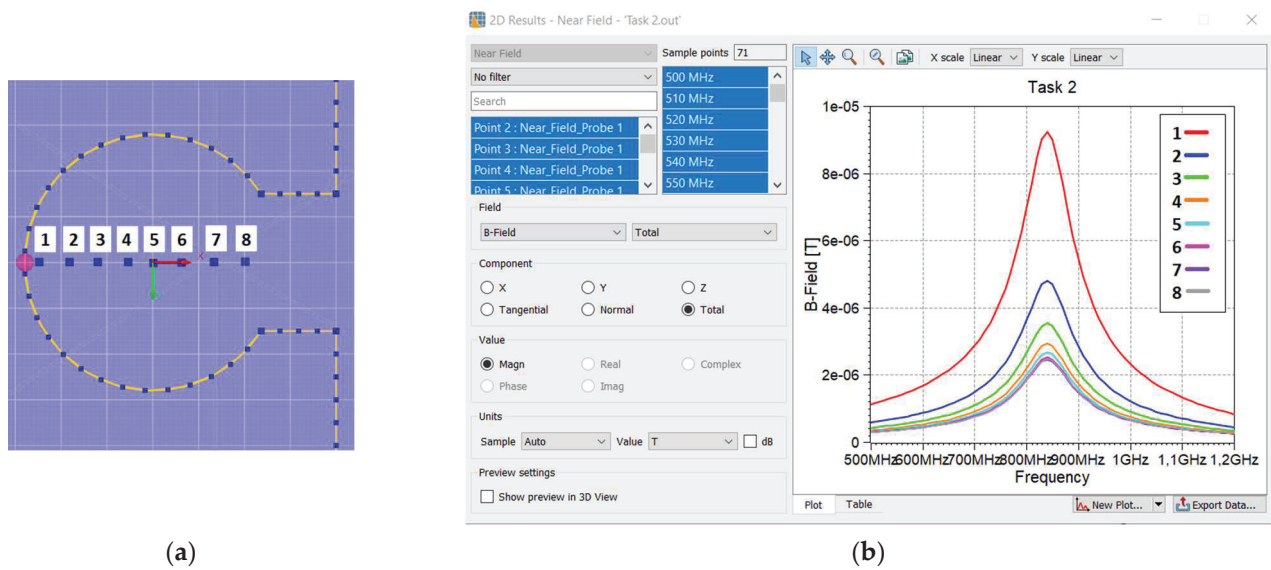 1 2 3 4 5 6 7 8
x
(a)
2D Results - Near Field - 'Task 2.out'
Near Field
Sample points 71
No filter
Search
Point 2 : Near_Field_Probe 1
Point 3 : Near_Field_Probe 1
Point 4 : Near_Field_Probe 1
Point 5 : Near_Field_Probe 1
500 MHz
510 MHz
520 MHz
530 MHz
540 MHz
550 MHz
Field
B-Field Total
Component
X Y Z
Tangential Normal Total
Value
Magn Real Complex
Phase Imag
Units
Sample Auto Value T dB
Preview settings
Show preview in 3D View
X scale Linear Y scale Linear
Task 2
1e-05
8e-06
6e-06
4e-06
2e-06
0
B-Field [T]
1
2
3
4
5
6
7
8
500MHz 600MHz 700MHz 800MHz 900MHz 1GHz 1,1GHz 1,2GHz
Frequency
Plot Table
New Plot... Export Data...
(b)